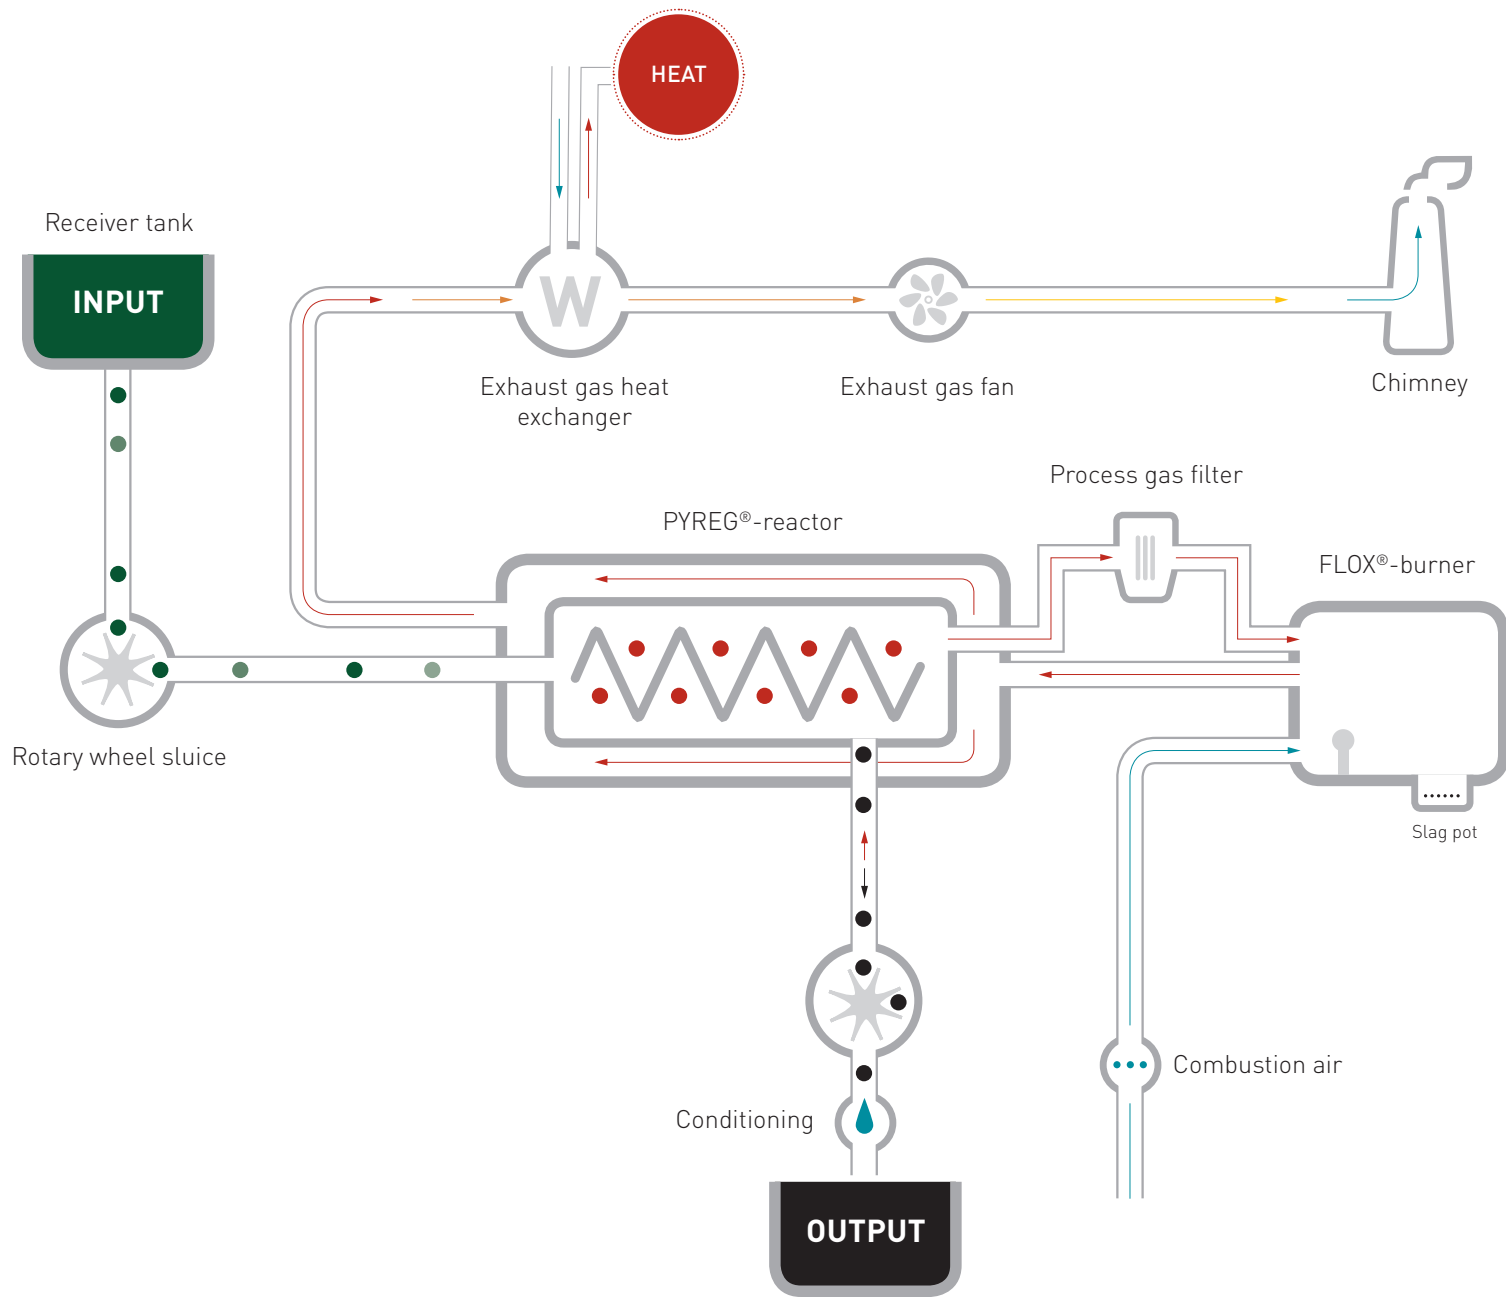 HEAT
Receiver tank
INPUT
W
Exhaust gas heat
exchanger
Exhaust gas fan
Chimney
Process gas filter
PYREG®-reactor
FLOX®-burner
Rotary wheel sluice
Slag pot
Combustion air
Conditioning
OUTPUT